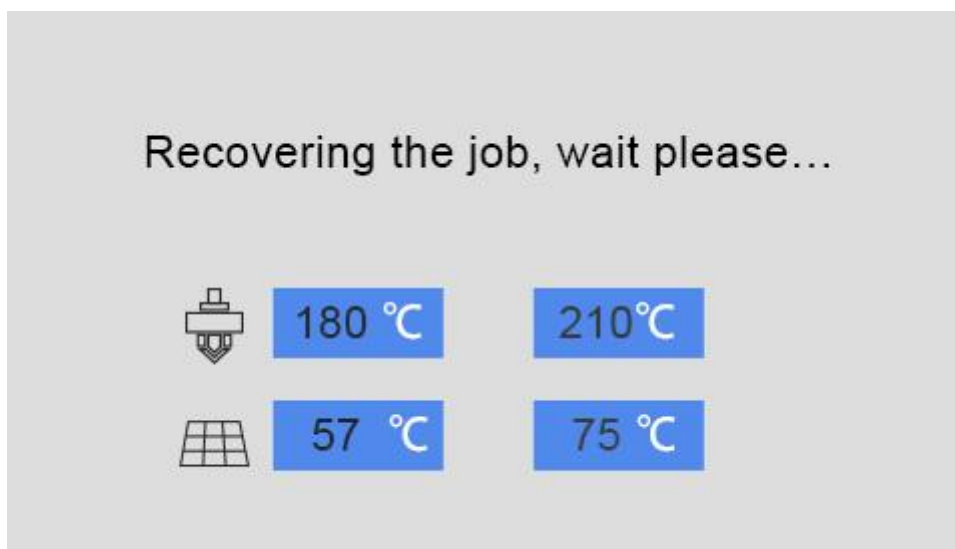 Recovering the job, wait please...
180 ℃ 210℃
57 ℃ 75 ℃